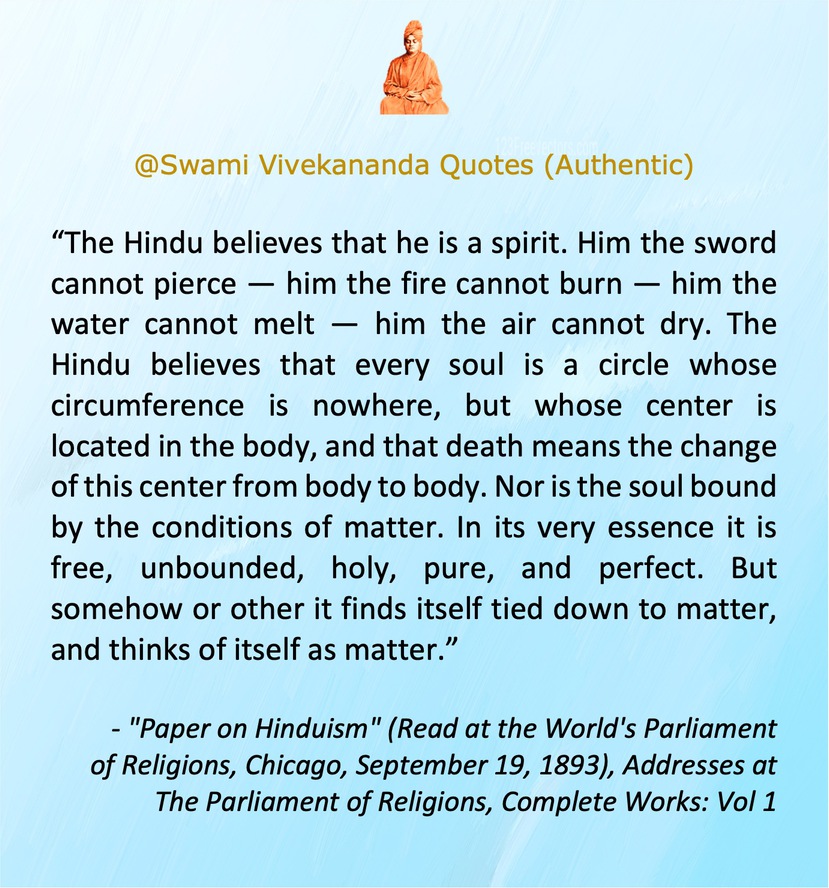 @Swami Vivekananda Quotes (Authentic)
“The Hindu believes that he is a spirit. Him the sword
cannot pierce — him the fire cannot burn — him the
water cannot melt — him the air cannot dry. The
Hindu believes that every soul is a circle whose
circumference is nowhere, but whose center is
located in the body, and that death means the change
of this center from body to body. Nor is the soul bound
by the conditions of matter. In its very essence it is
free, unbounded, holy, pure, and perfect. But
somehow or other it finds itself tied down to matter,
and thinks of itself as matter.”
- "Paper on Hinduism" (Read at the World's Parliament
of Religions, Chicago, September 19, 1893), Addresses at
The Parliament of Religions, Complete Works: Vol 1